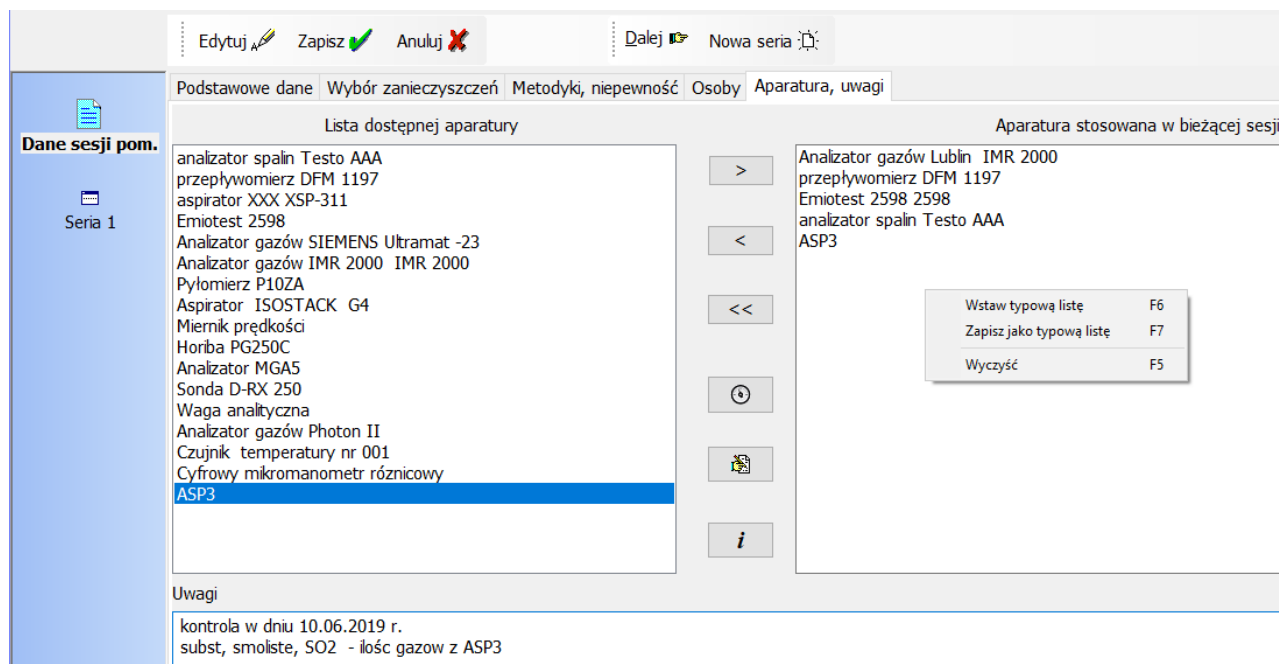 Edytuj Zapisz Anuluj Dalej Nowa seria
Podstawowe dane Wybór zanieczyszczeń Metodyki, niepewność Osoby Aparatura, uwagi
Dane sesji pom.
Seria 1
Lista dostępnej aparatury
analizator spalin Testo AAA
przepływomierz DFM 1197
aspirator XXX XSP-311
Emiotest 2598
Analizator gazów SIEMENS Ultramat -23
Analizator gazów IMR 2000 IMR 2000
Pyłomierz P10ZA
Aspirator ISOSTACK G4
Miernik prędkości
Horiba PG250C
Analizator MGA5
Sonda D-RX 250
Waga analityczna
Analizator gazów Photon II
Czujnik temperatury nr 001
Cyfrowy mikromanometr róznicowy
ASP3
>
<
<<
i
Aparatura stosowana w bieżącej sesji
Analizator gazów Lublin IMR 2000
przepływomierz DFM 1197
Emiotest 2598 2598
analizator spalin Testo AAA
ASP3
Wstaw typową listę F6
Zapisz jako typową listę F7
Wyczyść F5
Uwagi
kontrola w dniu 10.06.2019 r.
subst, smoliste, SO2 - ilośc gazow z ASP3